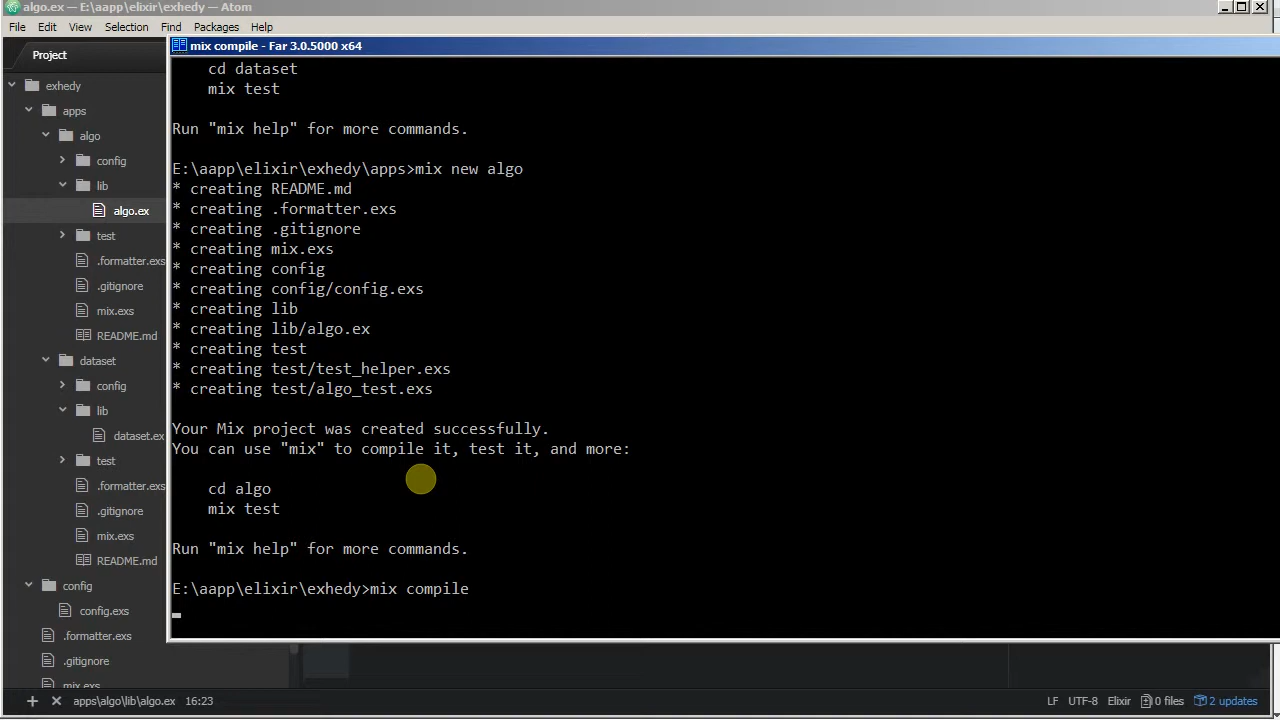 algo.ex — E:\aapp\elixir\exhedy — Atom
File Edit View Selection Find Packages Help
Project
exhedy
apps
algo
config
lib
algo.ex
test
.formatter.exs
.gitignore
mix.exs
README.md
dataset
config
lib
dataset.ex
test
.formatter.exs
.gitignore
mix.exs
README.md
config
config.exs
.formatter.exs
.gitignore
mix.exs
mix compile - Far 3.0.5000 x64
cd dataset
mix test
Run "mix help" for more commands.
E:\aapp\elixir\exhedy\apps>mix new algo
* creating README.md
* creating .formatter.exs
* creating .gitignore
* creating mix.exs
* creating config
* creating config/config.exs
* creating lib
* creating lib/algo.ex
* creating test
* creating test/test_helper.exs
* creating test/algo_test.exs
Your Mix project was created successfully.
You can use "mix" to compile it, test it, and more:
cd algo
mix test
Run "mix help" for more commands.
E:\aapp\elixir\exhedy>mix compile
apps\algo\lib\algo.ex 16:23
LF UTF-8 Elixir 0 files 2 updates